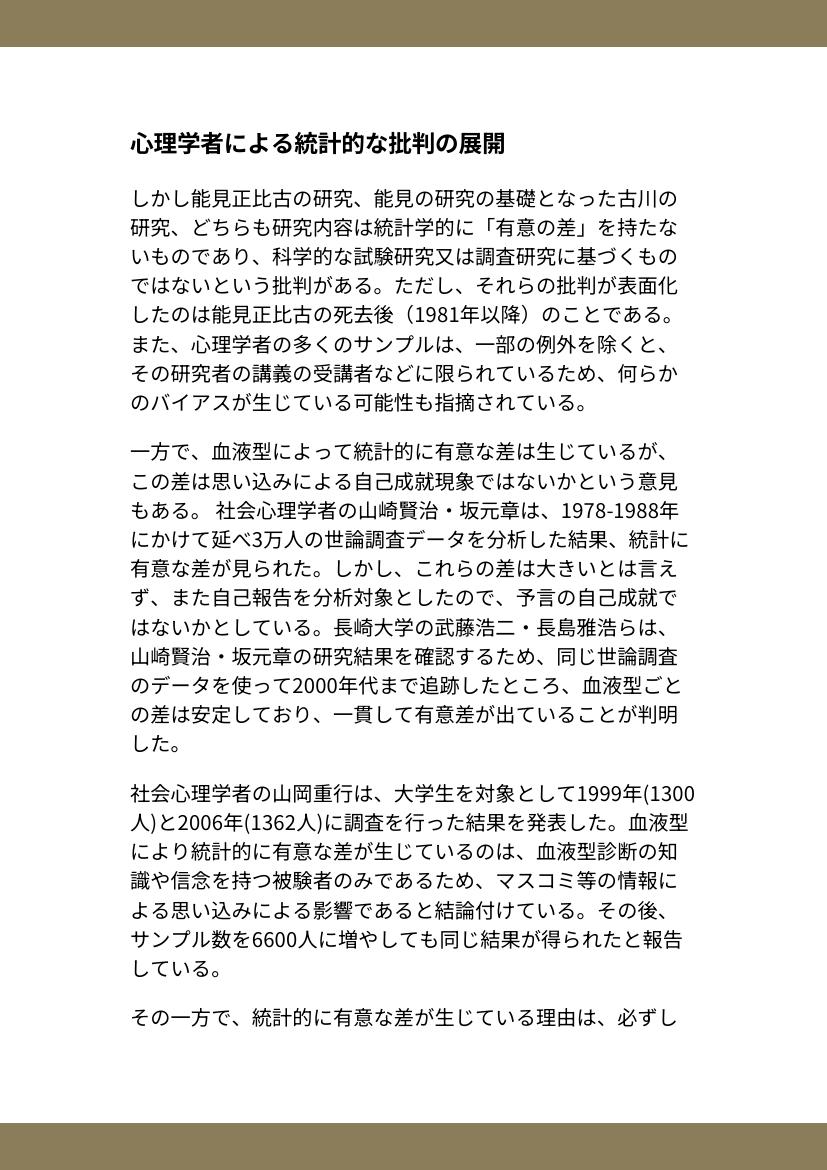 心理学者による統計的な批判の展開
しかし能見正比古の研究、能見の研究の基礎となった古川の
研究、どちらも研究内容は統計学的に「有意の差」を持たな
いものであり、科学的な試験研究又は調査研究に基づくもの
ではないという批判がある。ただし、それらの批判が表面化
したのは能見正比古の死去後（1981年以降）のことである。
また、心理学者の多くのサンプルは、一部の例外を除くと、
その研究者の講義の受講者などに限られているため、何らか
のバイアスが生じている可能性も指摘されている。
一方で、血液型によって統計的に有意な差は生じているが、
この差は思い込みによる自己成就現象ではないかという意見
もある。 社会心理学者の山崎賢治・坂元章は、1978-1988年
にかけて延べ3万人の世論調査データを分析した結果、統計に
有意な差が見られた。しかし、これらの差は大きいとは言え
ず、また自己報告を分析対象としたので、予言の自己成就で
はないかとしている。長崎大学の武藤浩二・長島雅浩らは、
山崎賢治・坂元章の研究結果を確認するため、同じ世論調査
のデータを使って2000年代まで追跡したところ、血液型ごと
の差は安定しており、一貫して有意差が出ていることが判明
した。
社会心理学者の山岡重行は、大学生を対象として1999年(1300
人)と2006年(1362人)に調査を行った結果を発表した。血液型
により統計的に有意な差が生じているのは、血液型診断の知
識や信念を持つ被験者のみであるため、マスコミ等の情報に
よる思い込みによる影響であると結論付けている。その後、
サンプル数を6600人に増やしても同じ結果が得られたと報告
している。
その一方で、統計的に有意な差が生じている理由は、必ずし